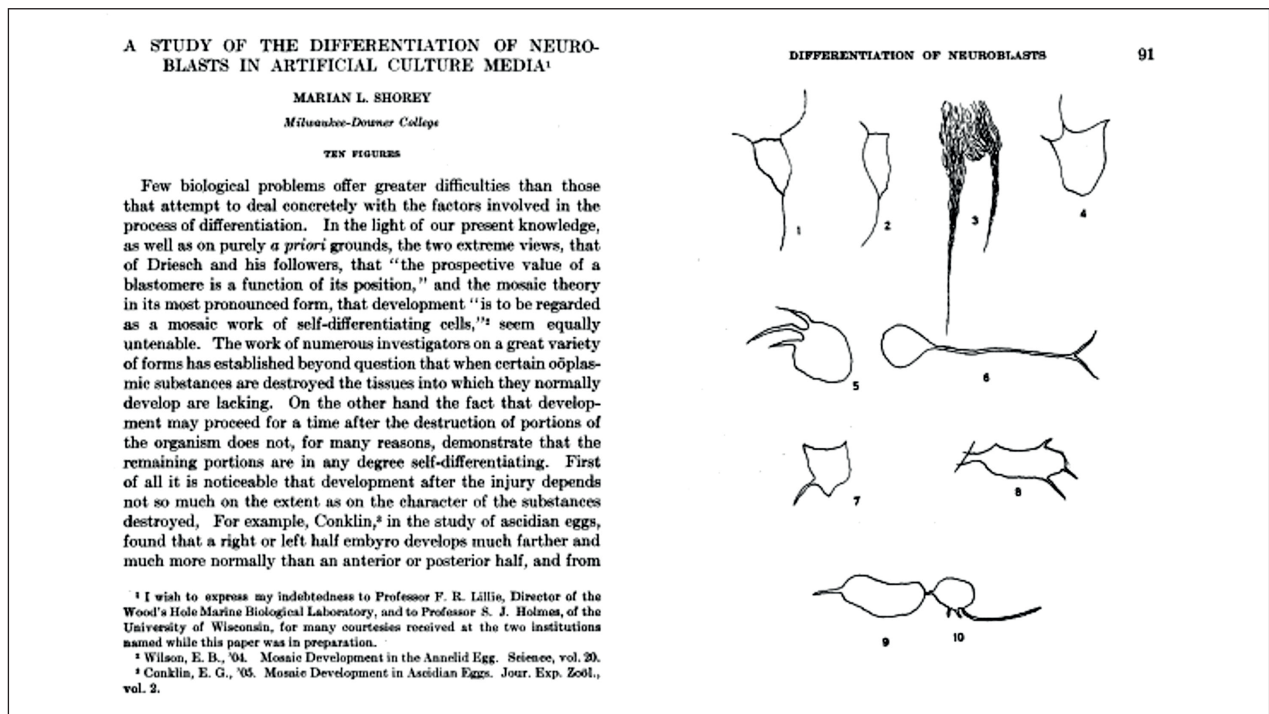 A STUDY OF THE DIFFERENTIATION OF NEURO-
BLASTS IN ARTIFICIAL CULTURE MEDIA¹
MARIAN L. SHOREY
Milwaukee-Downer College
TEN FIGURES
Few biological problems offer greater difficulties than those
that attempt to deal concretely with the factors involved in the
process of differentiation. In the light of our present knowledge,
as well as on purely a priori grounds, the two extreme views, that
of Driesch and his followers, that “the prospective value of a
blastomere is a function of its position,” and the mosaic theory
in its most pronounced form, that development “is to be regarded
as a mosaic work of self-differentiating cells,”² seem equally
untenable. The work of numerous investigators on a great variety
of forms has established beyond question that when certain oöplas-
mic substances are destroyed the tissues into which they normally
develop are lacking. On the other hand the fact that develop-
ment may proceed for a time after the destruction of portions of
the organism does not, for many reasons, demonstrate that the
remaining portions are in any degree self-differentiating. First
of all it is noticeable that development after the injury depends
not so much on the extent as on the character of the substances
destroyed, For example, Conklin,³ in the study of ascidian eggs,
found that a right or left half embyro develops much farther and
much more normally than an anterior or posterior half, and from
¹ I wish to express my indebtedness to Professor F. R. Lillie, Director of the
Wood's Hole Marine Biological Laboratory, and to Professor S. J. Holmes, of the
University of Wisconsin, for many courtesies received at the two institutions
named while this paper was in preparation.
² Wilson, E. B., '04. Mosaic Development in the Annelid Egg. Science, vol. 20.
³ Conklin, E. G., '05. Mosaic Development in Ascidian Eggs. Jour. Exp. Zoöl.,
vol. 2.
DIFFERENTIATION OF NEUROBLASTS 91
1
2
3
4
5
6
7
8
9
10